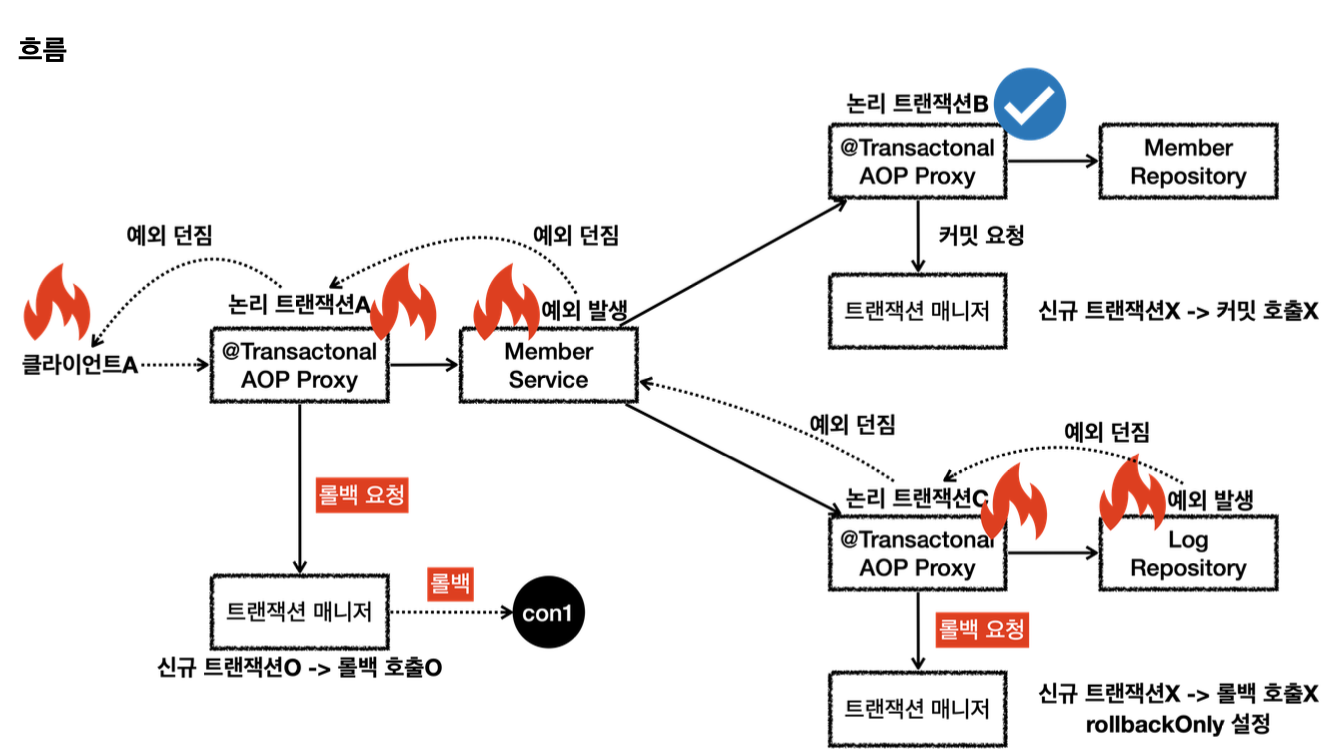 흐름
논리 트랜잭션B
@Transactonal
AOP Proxy
Member
Repository
커밋 요청
트랜잭션 매니저
신규 트랜잭션X -> 커밋 호출X
예외 던짐
예외 던짐
논리 트랜잭션A
예외 발생
클라이언트A
@Transactonal
AOP Proxy
Member
Service
롤백 요청
트랜잭션 매니저
롤백
con1
신규 트랜잭션O -> 롤백 호출O
예외 던짐
예외 던짐
논리 트랜잭션C
예외 발생
@Transactonal
AOP Proxy
Log
Repository
롤백 요청
트랜잭션 매니저
신규 트랜잭션X -> 롤백 호출X
rollbackOnly 설정